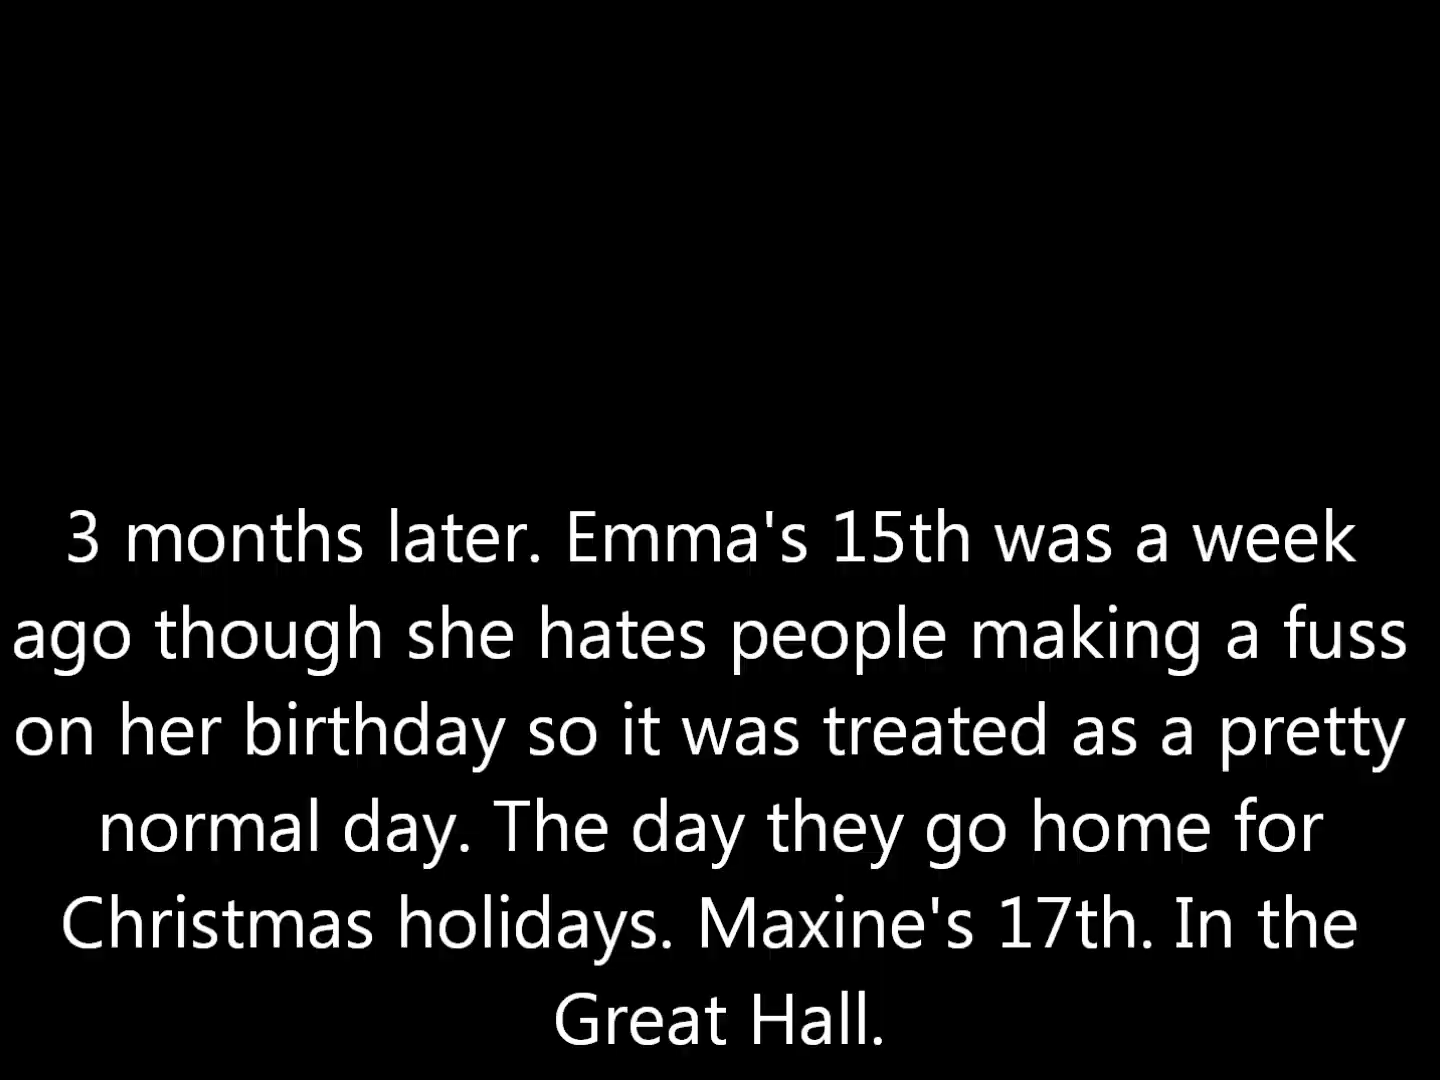 3 months later. Emma's 15th was a week
ago though she hates people making a fuss
on her birthday so it was treated as a pretty
normal day. The day they go home for
Christmas holidays. Maxine's 17th. In the
Great Hall.